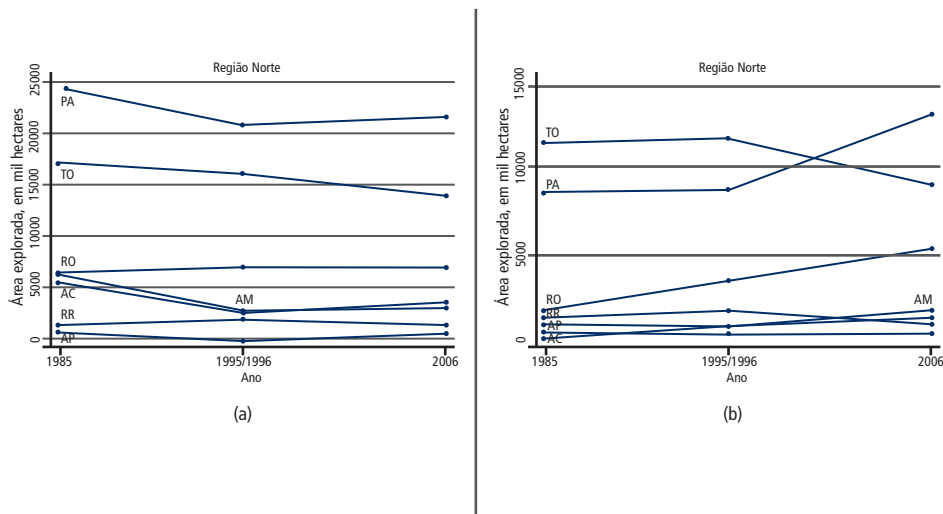 Região Norte
Área explorada, em mil hectares
25000
20000
15000
10000
5000
0
PA
TO
RO
AC
AM
RR
AP
1985
1995/1996
2006
Ano
(a)
Região Norte
Área explorada, em mil hectares
15000
10000
5000
0
TO
PA
RO
RR
AM
AP
AC
1985
1995/1996
2006
Ano
(b)